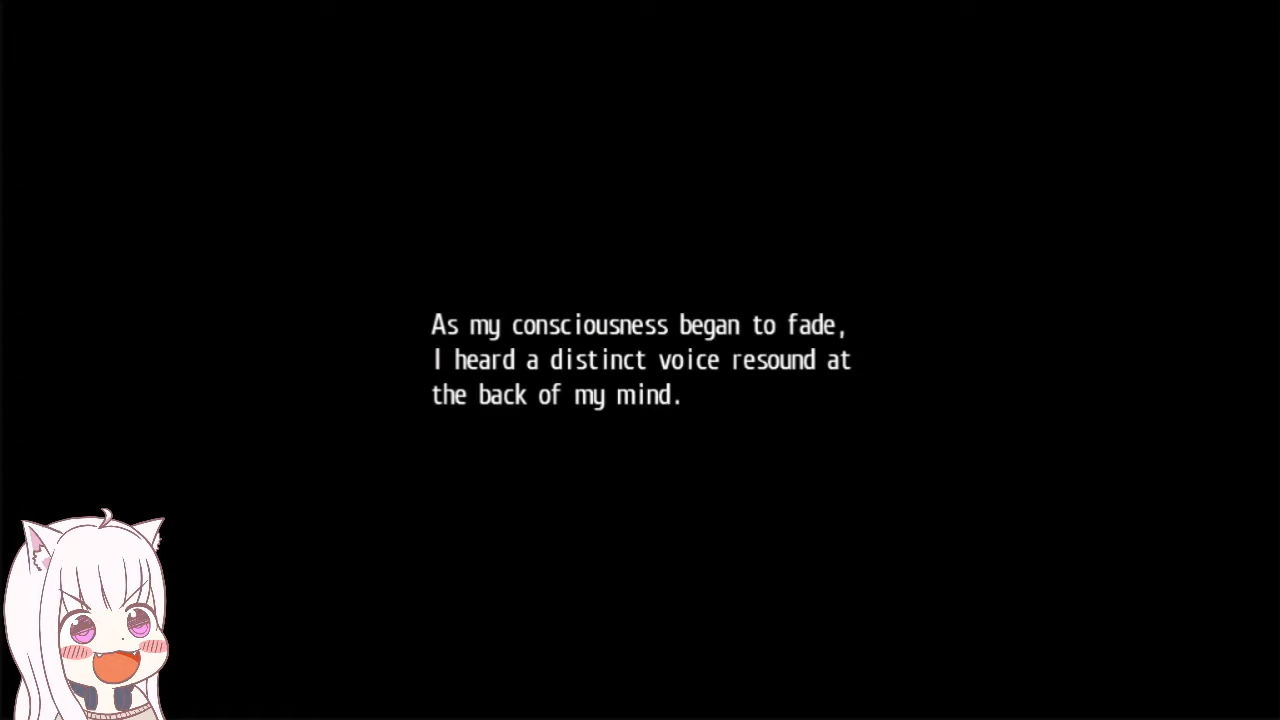 As my consciousness began to fade,
I heard a distinct voice resound at
the back of my mind.